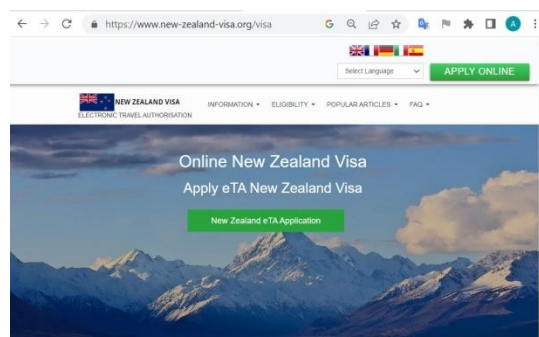 https://www.new-zealand-visa.org/visa
Select Language
APPLY ONLINE
NEW ZEALAND VISA
ELECTRONIC TRAVEL AUTHORISATION
INFORMATION
ELIGIBILITY
POPULAR ARTICLES
FAQ
Online New Zealand Visa
Apply eTA New Zealand Visa
New Zealand eTA Application